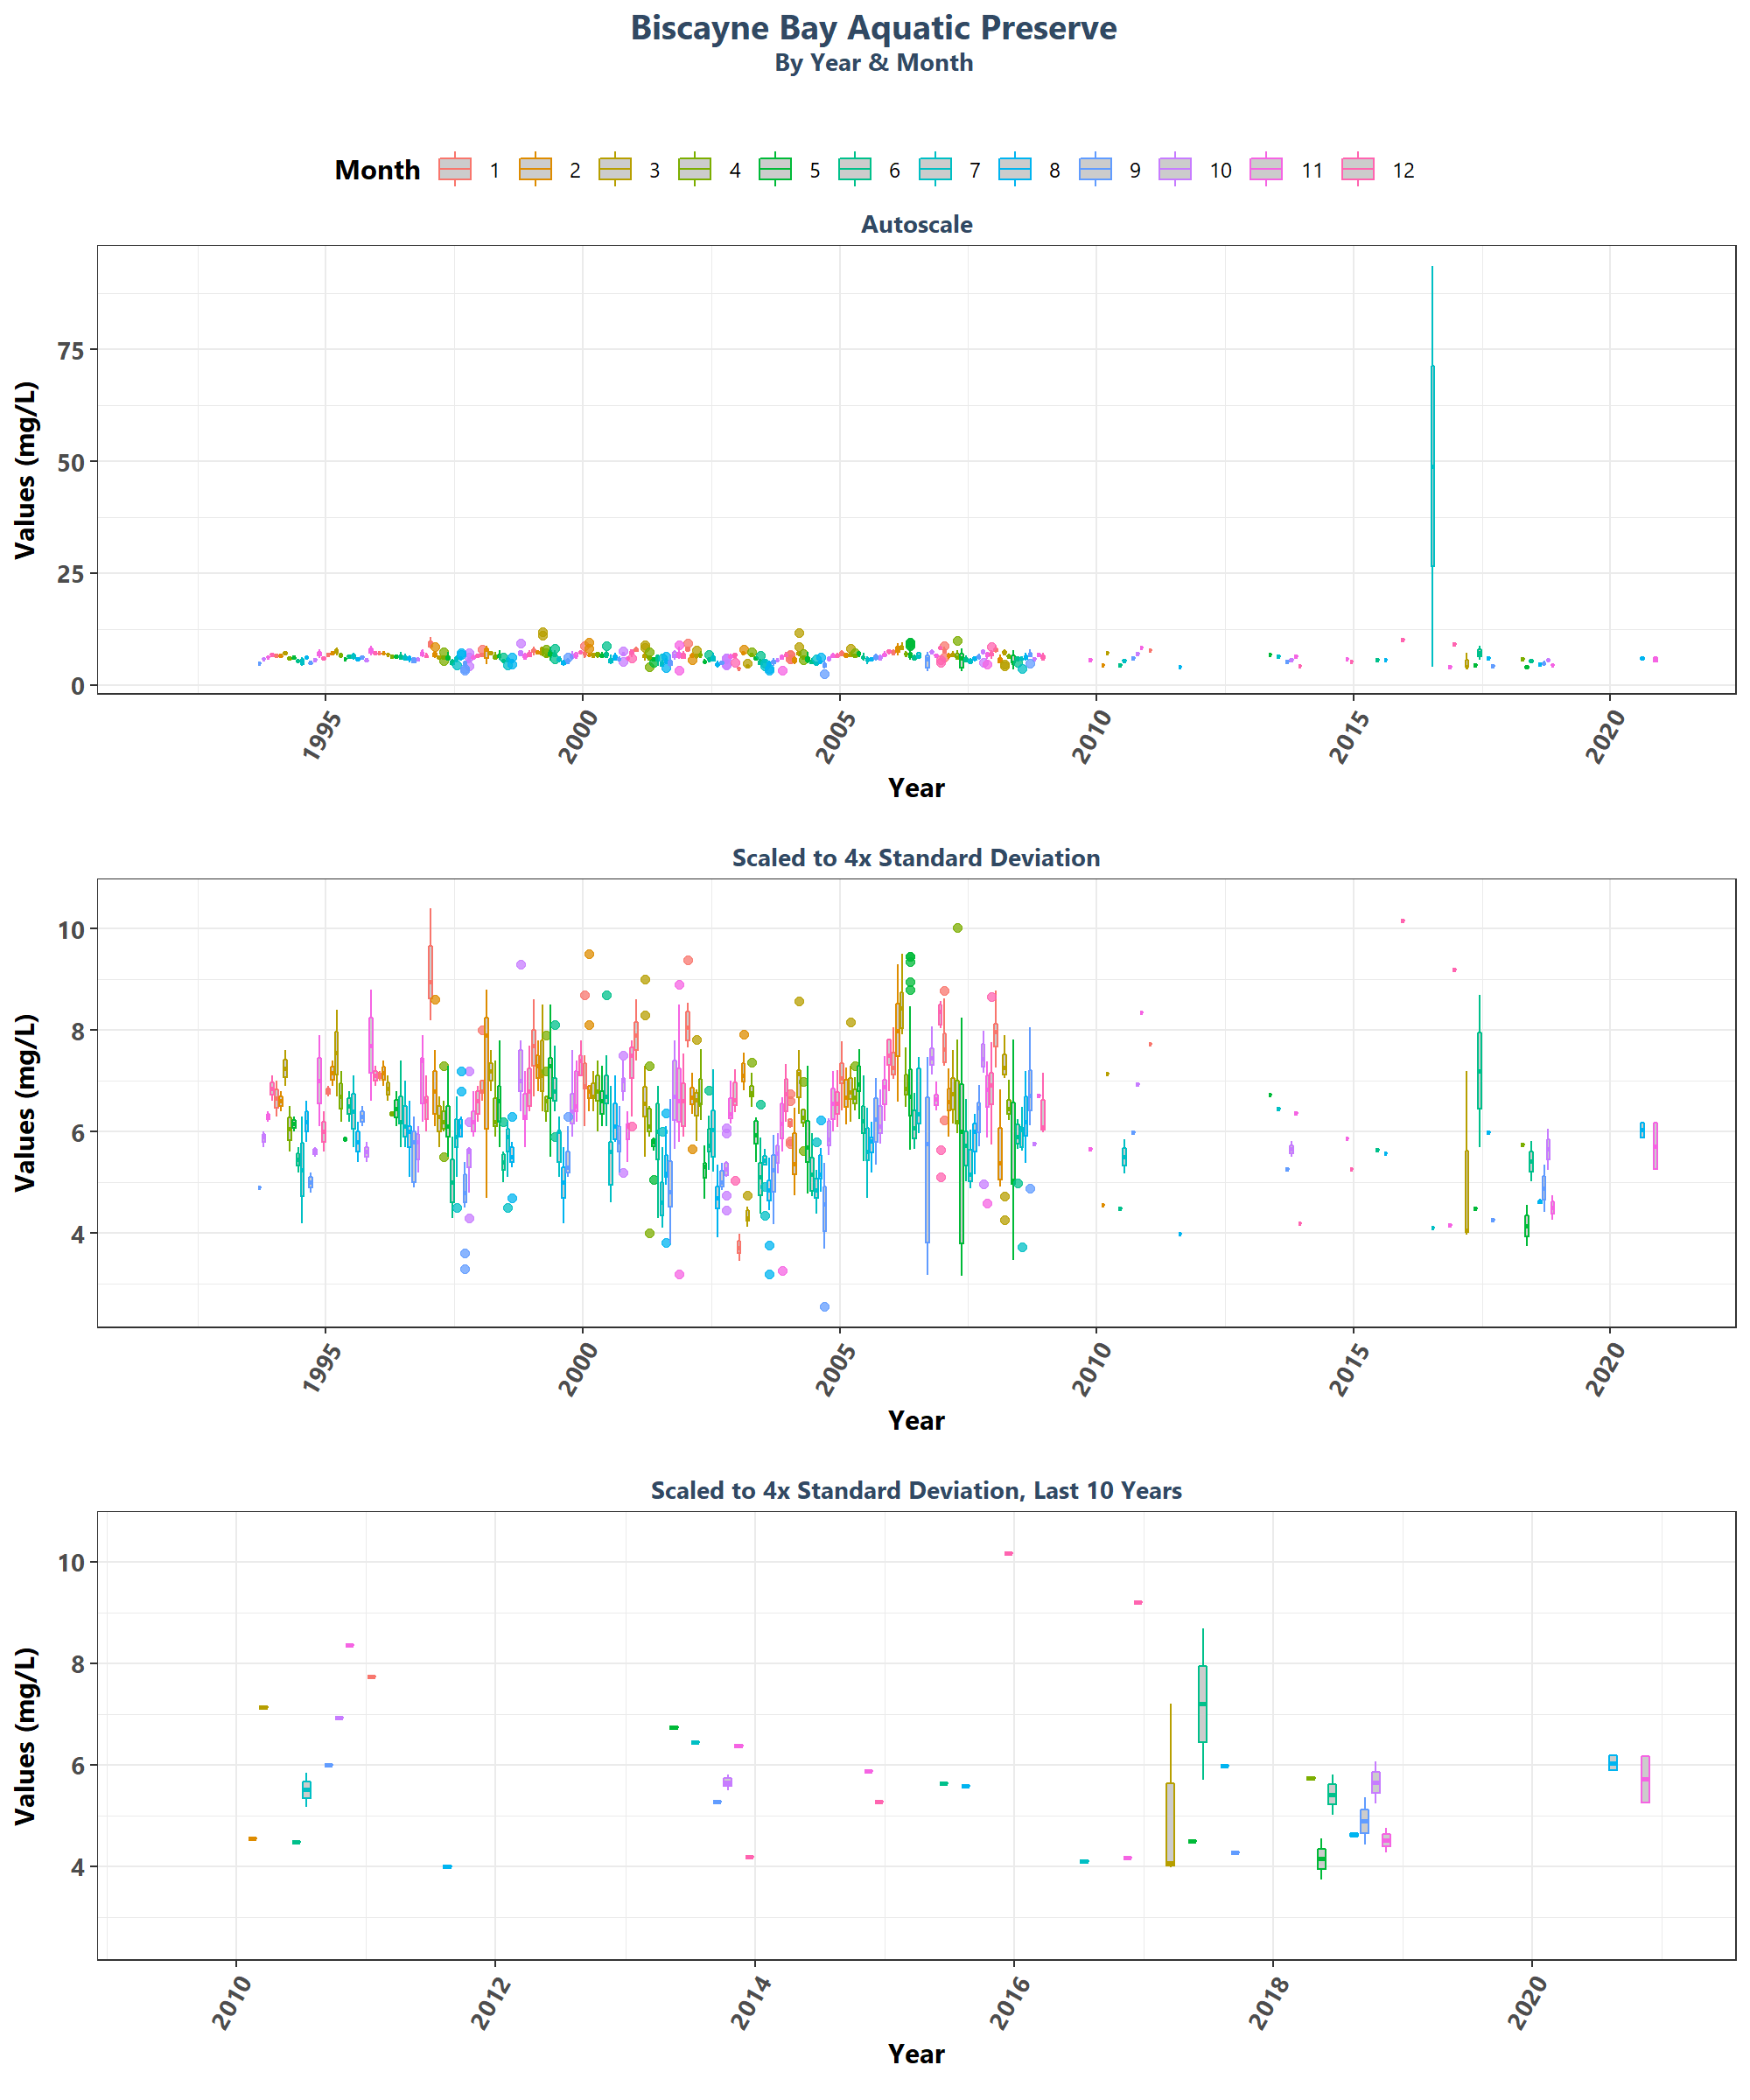 Biscayne Bay Aquatic Preserve
By Year & Month
Month 1 2 3 4 5 6 7 8 9 10 11 12
Autoscale
Values (mg/L)
75
50
25
0
1995 2000 2005 2010 2015 2020
Year
Scaled to 4x Standard Deviation
Values (mg/L)
10
8
6
4
1995 2000 2005 2010 2015 2020
Year
Scaled to 4x Standard Deviation, Last 10 Years
Values (mg/L)
10
8
6
4
2010 2012 2014 2016 2018 2020
Year